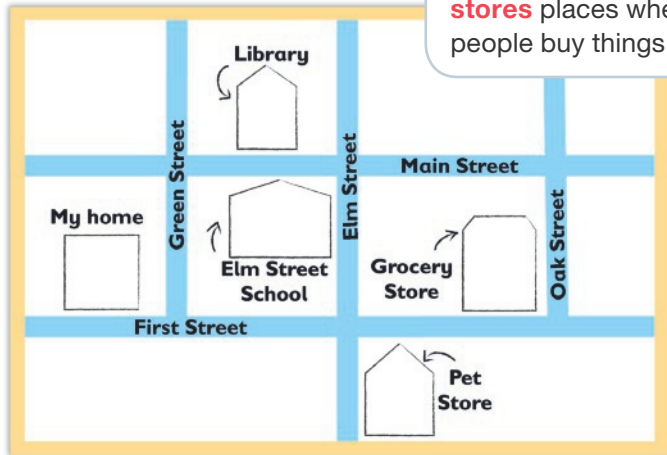 stores places whe
people buy things
Library
Green Street
Elm Street
Main Street
My home
Elm Street
School
Grocery
Store
Oak Street
First Street
Pet
Store